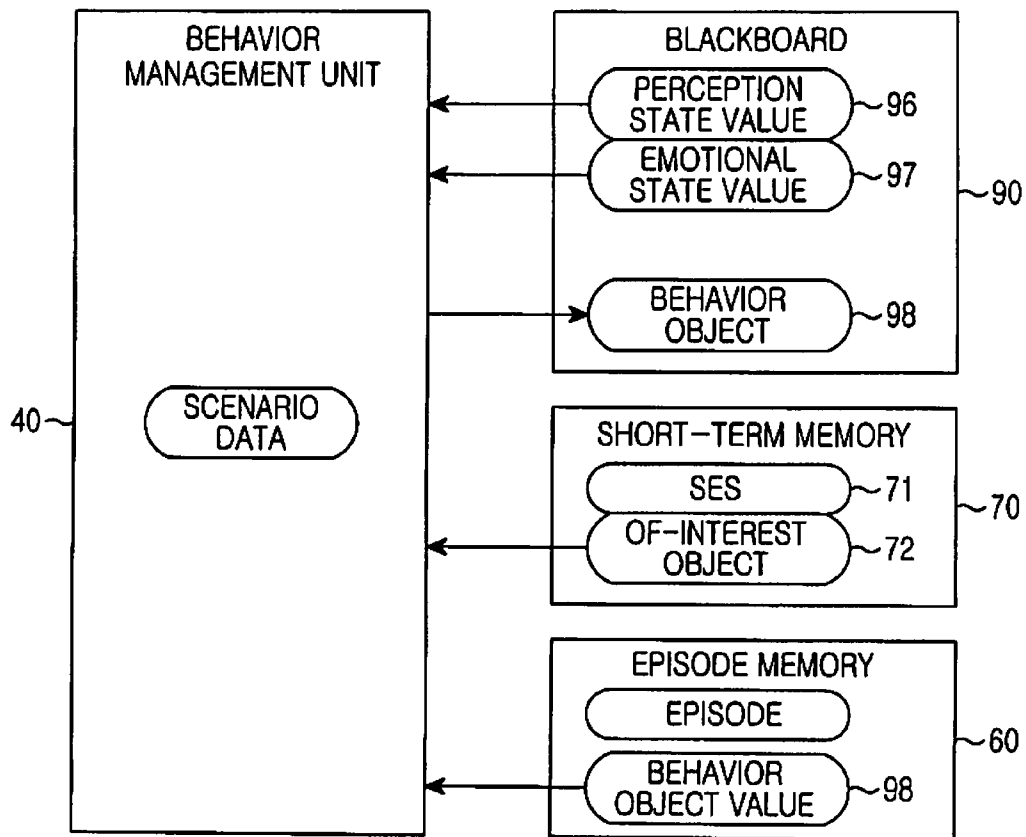 BEHAVIOR
MANAGEMENT UNIT
SCENARIO
DATA
40
BLACKBOARD
PERCEPTION
STATE VALUE
96
EMOTIONAL
STATE VALUE
97
BEHAVIOR
OBJECT
98
90
SHORT-TERM MEMORY
SES
71
OF-INTEREST
OBJECT
72
70
EPISODE MEMORY
EPISODE
BEHAVIOR
OBJECT VALUE
98
60